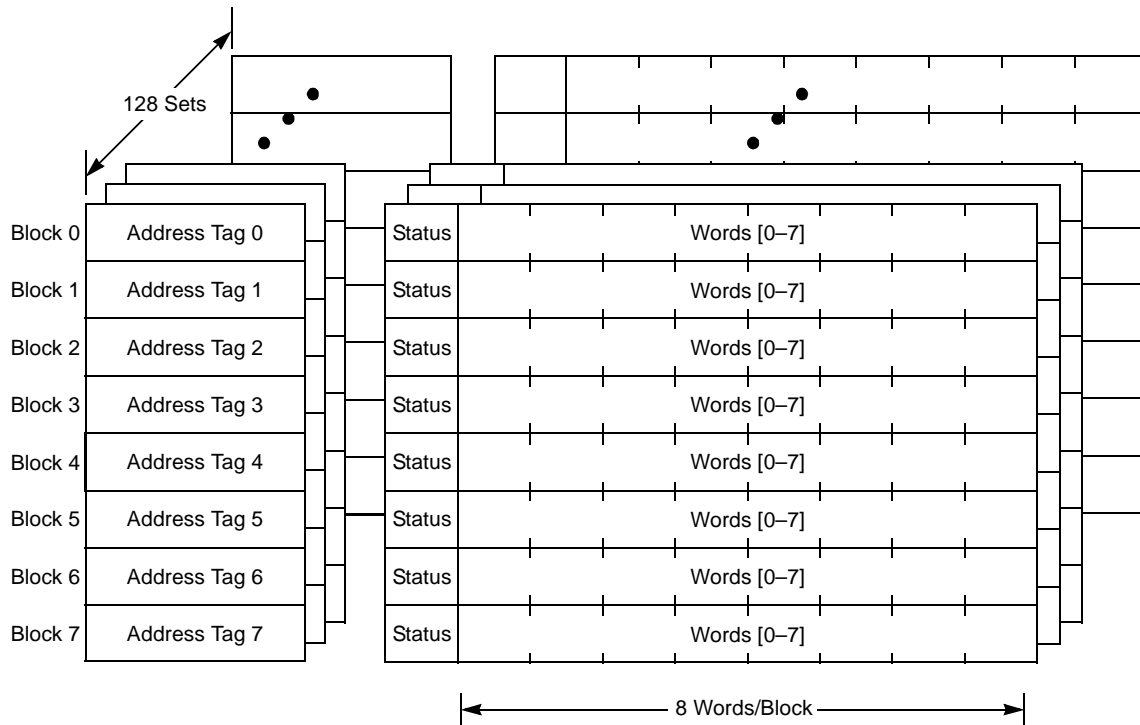 128 Sets
Block 0 Address Tag 0 Status Words [0–7]
Block 1 Address Tag 1 Status Words [0–7]
Block 2 Address Tag 2 Status Words [0–7]
Block 3 Address Tag 3 Status Words [0–7]
Block 4 Address Tag 4 Status Words [0–7]
Block 5 Address Tag 5 Status Words [0–7]
Block 6 Address Tag 6 Status Words [0–7]
Block 7 Address Tag 7 Status Words [0–7]
8 Words/Block